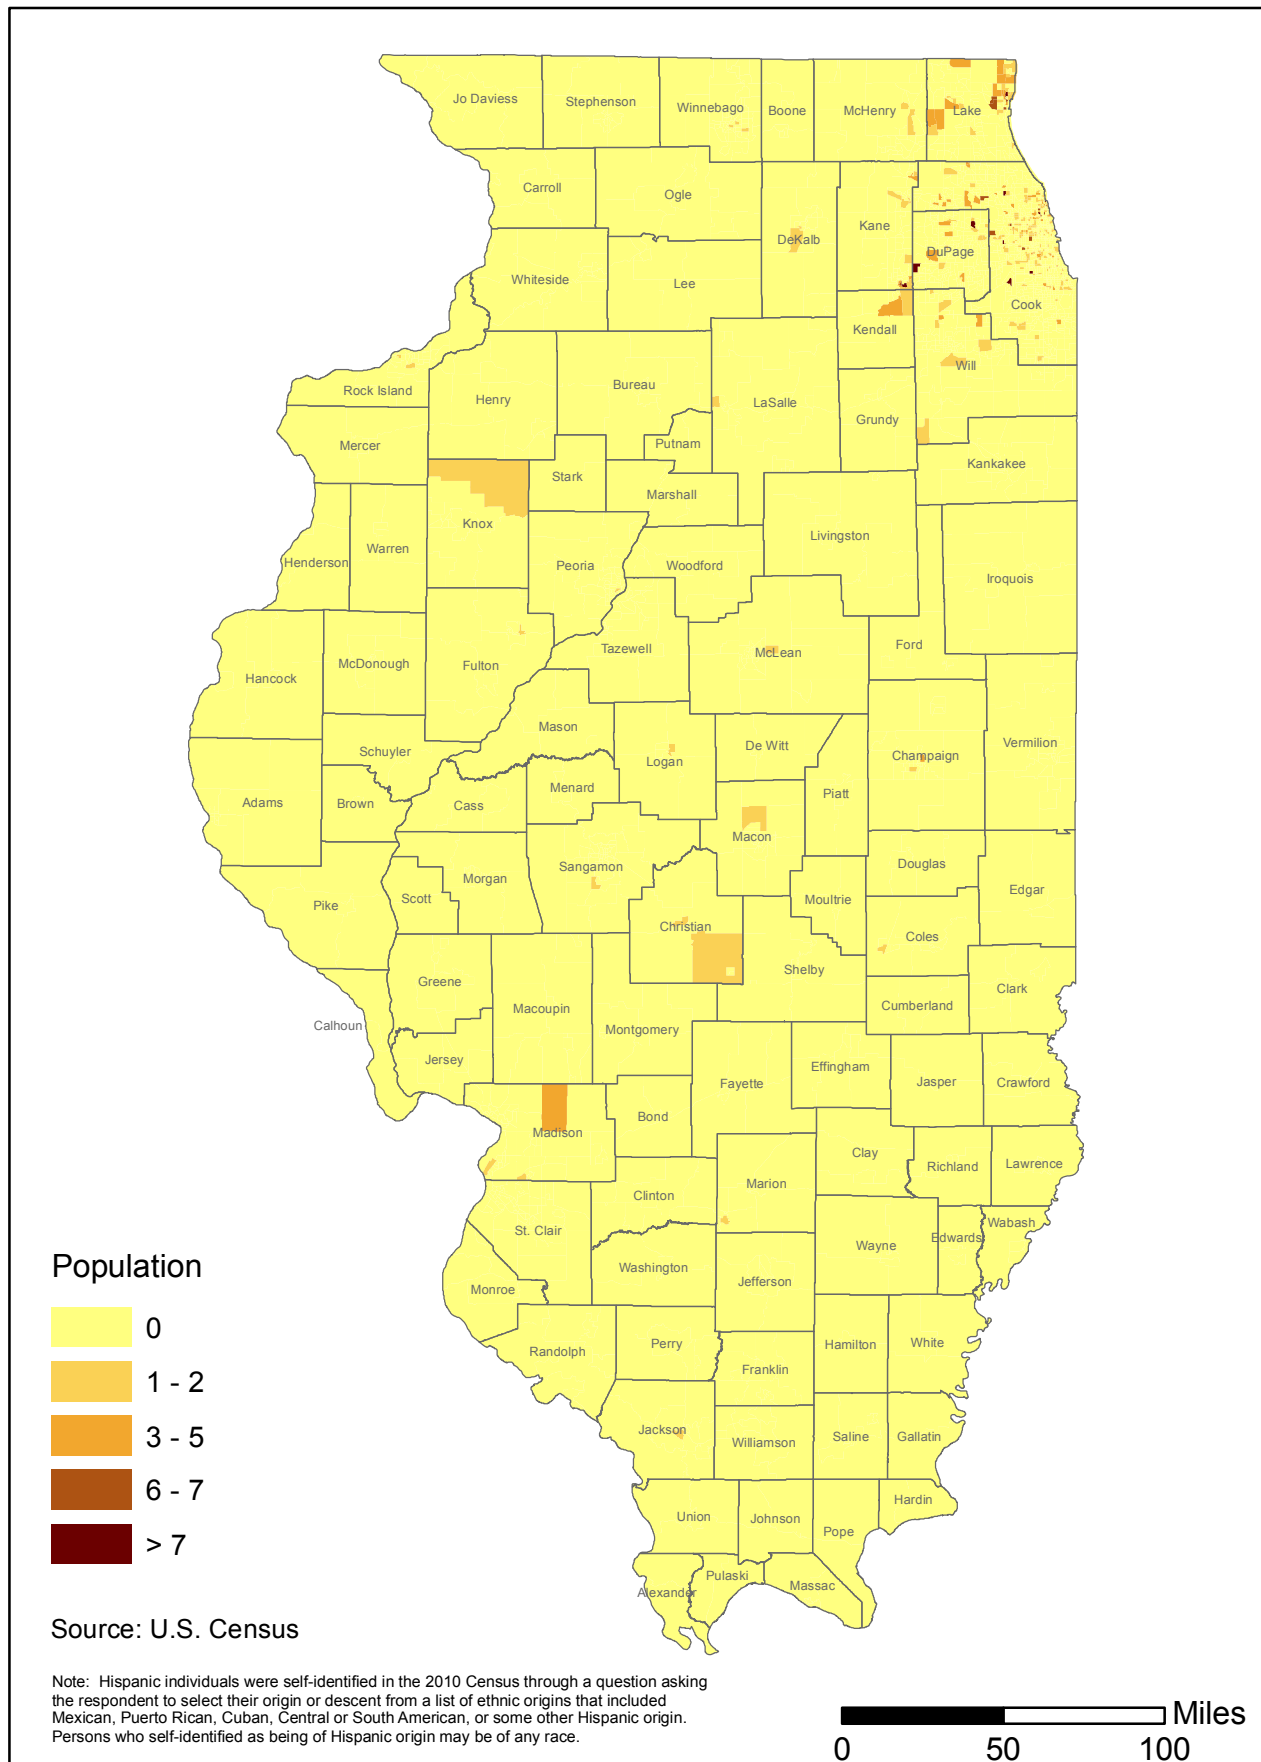 Jo Daviess
Stephenson
Winnebago
Boone
McHenry
Lake
Carroll
Ogle
DeKalb
Kane
DuPage
Cook
Whiteside
Lee
Kendall
Will
Rock Island
Henry
Bureau
LaSalle
Grundy
Mercer
Putnam
Kankakee
Stark
Marshall
Knox
Henderson
Warren
Peoria
Woodford
Livingston
Iroquois
Hancock
McDonough
Fulton
Tazewell
McLean
Ford
Mason
Schuyler
Logan
De Witt
Champaign
Vermilion
Adams
Brown
Cass
Menard
Piatt
Macon
Sangamon
Douglas
Edgar
Pike
Scott
Morgan
Moultrie
Christian
Coles
Shelby
Greene
Macoupin
Montgomery
Cumberland
Clark
Calhoun
Jersey
Fayette
Effingham
Jasper
Crawford
Madison
Bond
Clay
Richland
Lawrence
Clinton
Marion
St. Clair
Wayne
Edwards
Wabash
Washington
Jefferson
Monroe
Randolph
Perry
Franklin
Hamilton
White
Jackson
Williamson
Saline
Gallatin
Union
Johnson
Pope
Hardin
Alexander
Pulaski
Massac
Population
0
1 - 2
3 - 5
6 - 7
> 7
Source: U.S. Census
Note:  Hispanic individuals were self-identified in the 2010 Census through a question asking
the respondent to select their origin or descent from a list of ethnic origins that included
Mexican, Puerto Rican, Cuban, Central or South American, or some other Hispanic origin.
Persons who self-identified as being of Hispanic origin may be of any race.
Miles
0 50 100